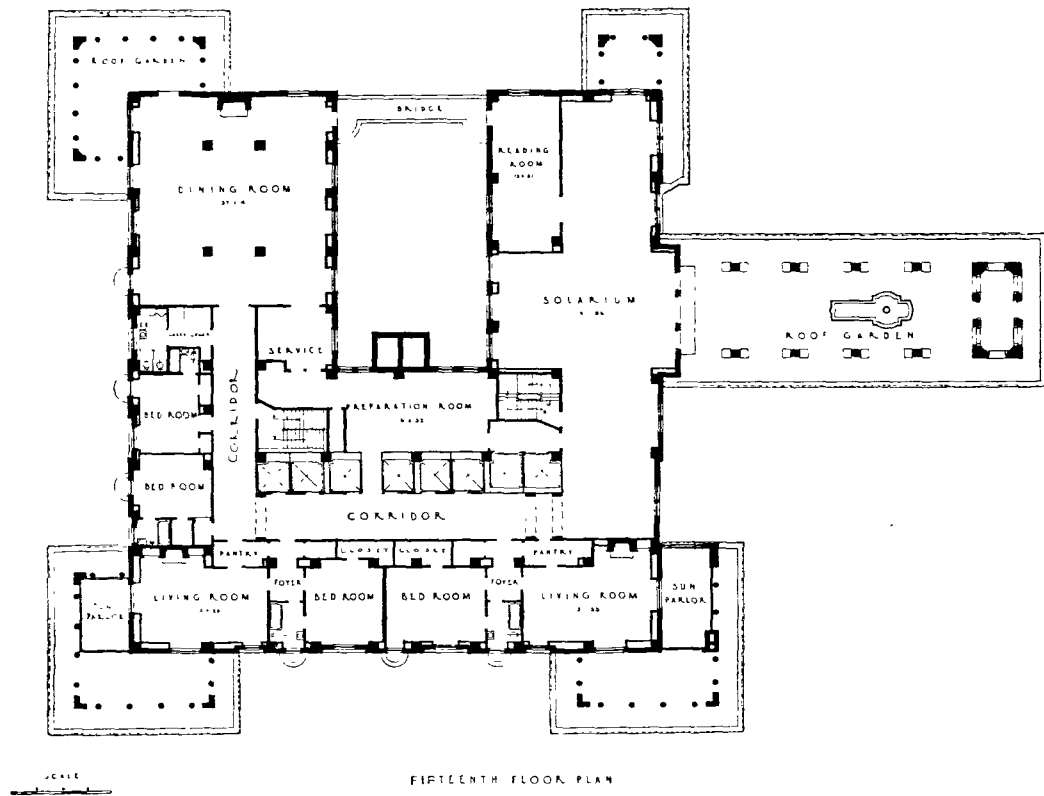 ROOF GARDEN
BRIDGE
READING
ROOM
DINING ROOM
SOLARIUM
ROOF GARDEN
SERVICE
BED ROOM
CORRIDOR
PREPARATION ROOM
BED ROOM
CORRIDOR
PANTRY
CLOSET
CLOSET
PANTRY
FOYER
FOYER
SUN
PARLOR
LIVING ROOM
BED ROOM
BED ROOM
LIVING ROOM
SUN
PARLOR
SCALE
FIFTEENTH FLOOR PLAN